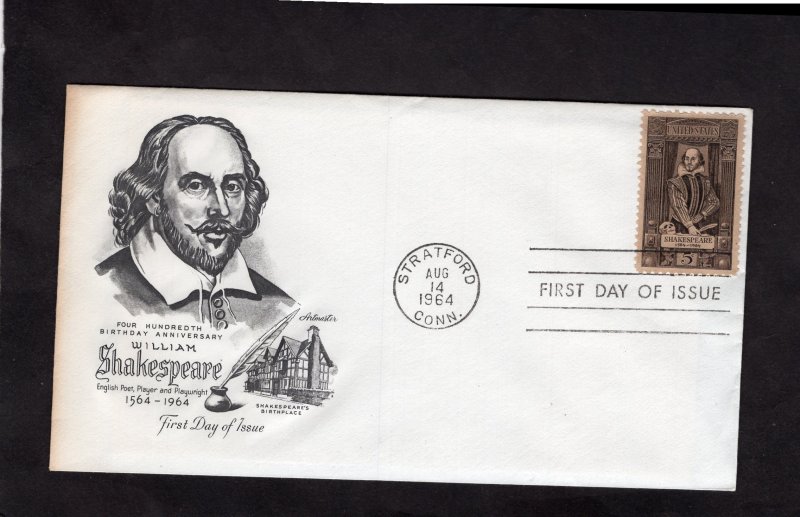 FOUR HUNDREDTH
BIRTHDAY ANNIVERSARY
WILLIAM
Shakespeare
English Poet, Player and Playwright
1564 - 1964
First Day of Issue
Artmaster
SHAKESPEARE'S
BIRTHPLACE
STRATFORD
AUG
14
1964
CONN.
FIRST DAY OF ISSUE
UNITED STATES
SHAKESPEARE
1564-1964
5¢